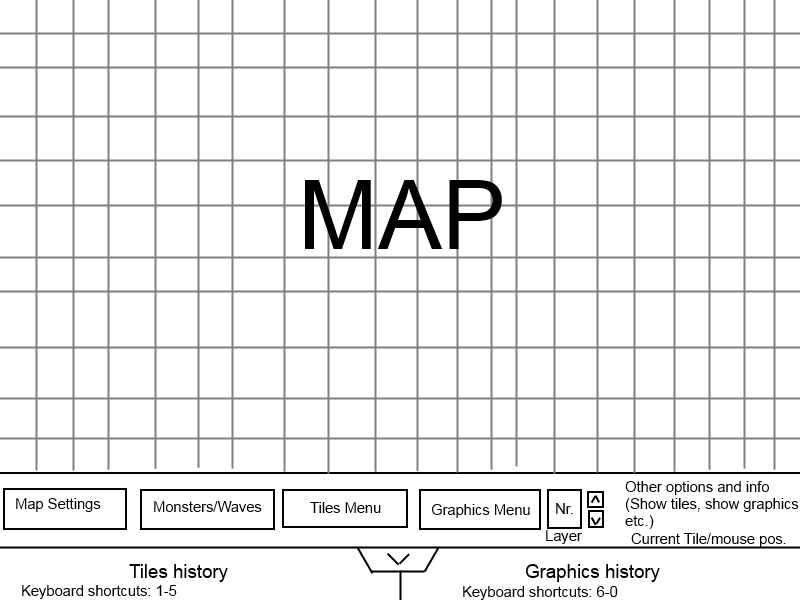 MAP
Map Settings
Monsters/Waves
Tiles Menu
Graphics Menu
Nr.
Layer
Other options and info
(Show tiles, show graphics
etc.)
Current Tile/mouse pos.
Tiles history
Keyboard shortcuts: 1-5
Graphics history
Keyboard shortcuts: 6-0